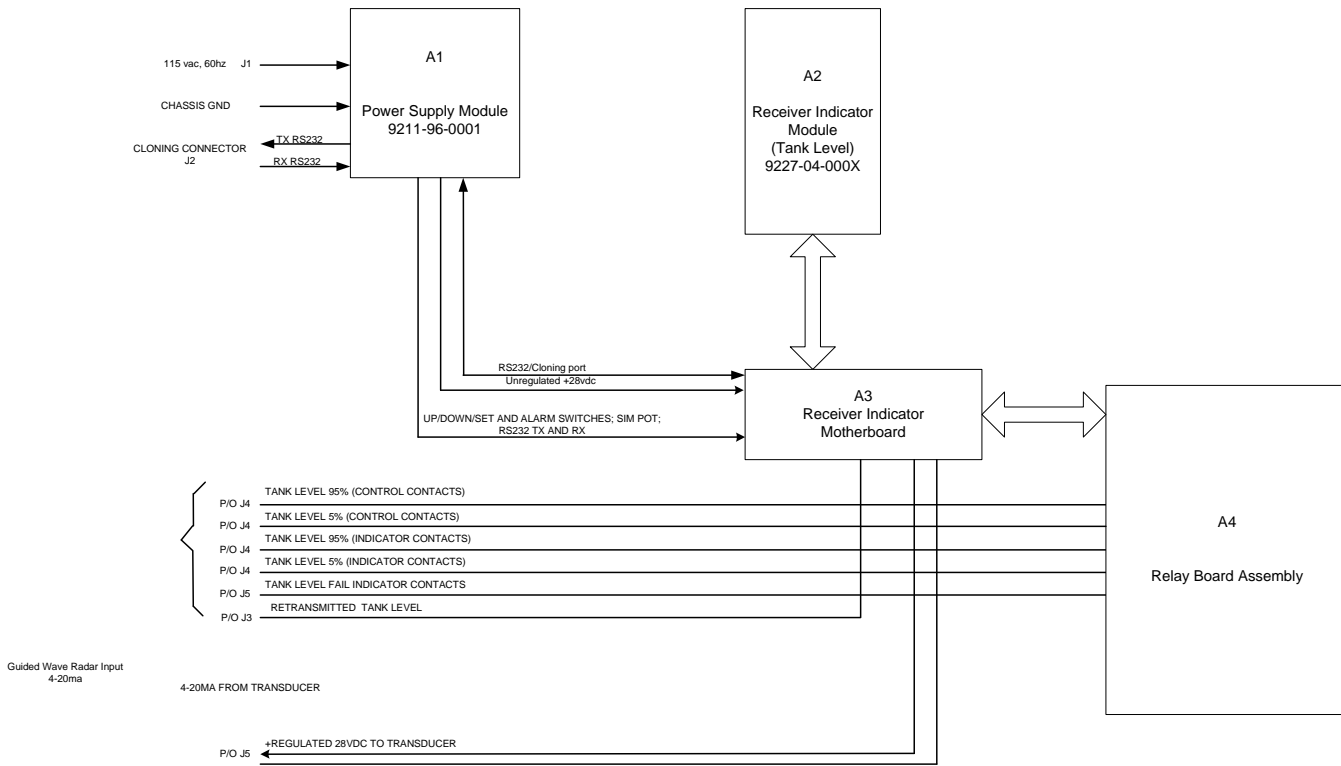 A1
Power Supply Module
9211-96-0001
115 vac, 60hz J1
CHASSIS GND
TX RS232
CLONING CONNECTOR
J2
RX RS232
A2
Receiver Indicator
Module
(Tank Level)
9227-04-000X
RS232/Cloning port
Unregulated +28vdc
UP/DOWN/SET AND ALARM SWITCHES; SIM POT;
RS232 TX AND RX
A3
Receiver Indicator
Motherboard
P/O J4 TANK LEVEL 95% (CONTROL CONTACTS)
P/O J4 TANK LEVEL 5% (CONTROL CONTACTS)
P/O J4 TANK LEVEL 95% (INDICATOR CONTACTS)
P/O J4 TANK LEVEL 5% (INDICATOR CONTACTS)
P/O J5 TANK LEVEL FAIL INDICATOR CONTACTS
P/O J3 RETRANSMITTED TANK LEVEL
A4
Relay Board Assembly
Guided Wave Radar Input
4-20ma
4-20MA FROM TRANSDUCER
P/O J5 +REGULATED 28VDC TO TRANSDUCER